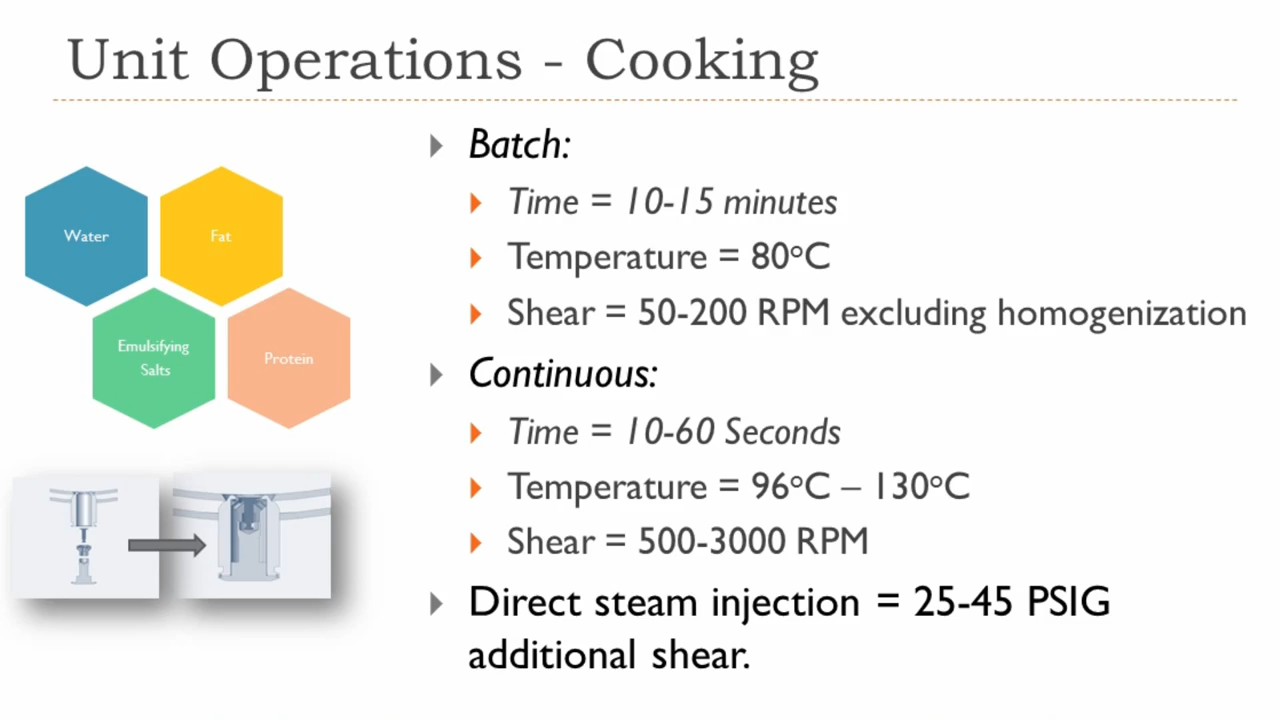 Unit Operations - Cooking
Water
Fat
Emulsifying
Salts
Protein
Batch:
Time = 10-15 minutes
Temperature = 80°C
Shear = 50-200 RPM excluding homogenization
Continuous:
Time = 10-60 Seconds
Temperature = 96°C – 130°C
Shear = 500-3000 RPM
Direct steam injection = 25-45 PSIG
additional shear.